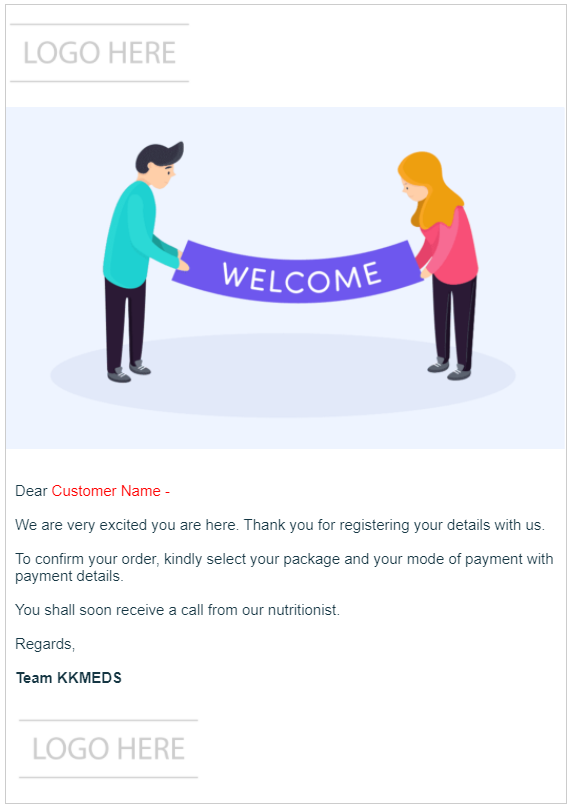 LOGO HERE
WELCOME
Dear Customer Name -
We are very excited you are here. Thank you for registering your details with us.
To confirm your order, kindly select your package and your mode of payment with
payment details.
You shall soon receive a call from our nutritionist.
Regards,
Team KKMEDS
LOGO HERE